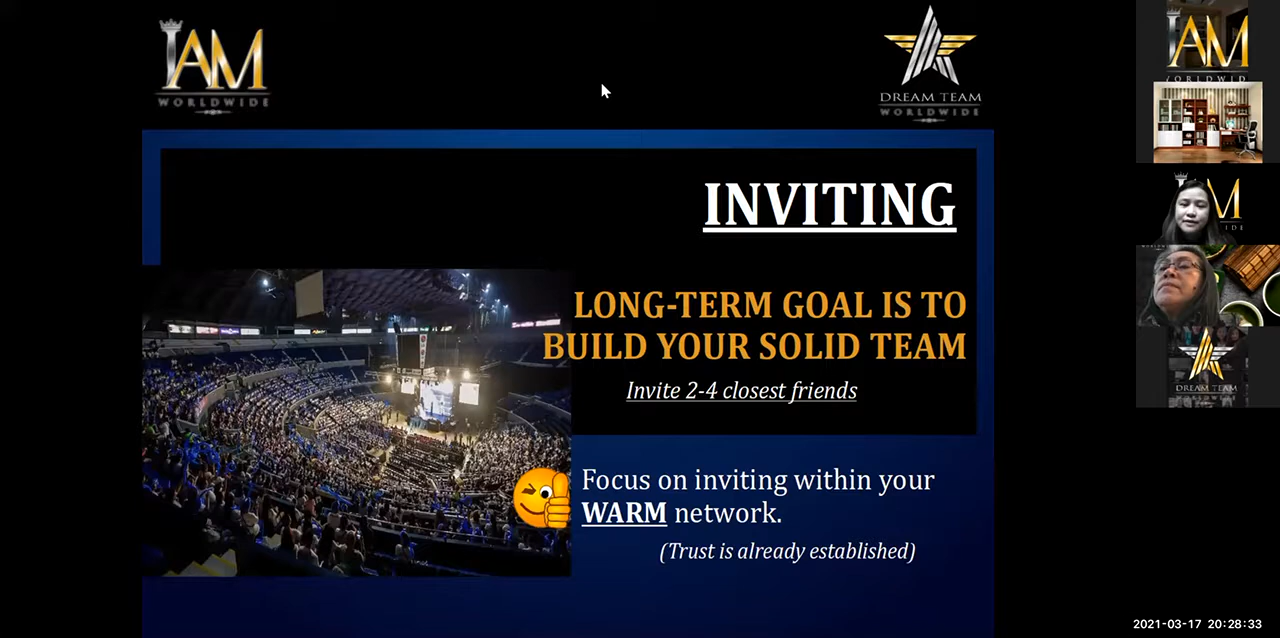 IAM
WORLDWIDE
DREAM TEAM
WORLDWIDE
INVITING
LONG-TERM GOAL IS TO
BUILD YOUR SOLID TEAM
Invite 2-4 closest friends
Focus on inviting within your
WARM network.
(Trust is already established)
IAM
WORLDWID
DREAM TEAM
2021-03-17 20:28:33